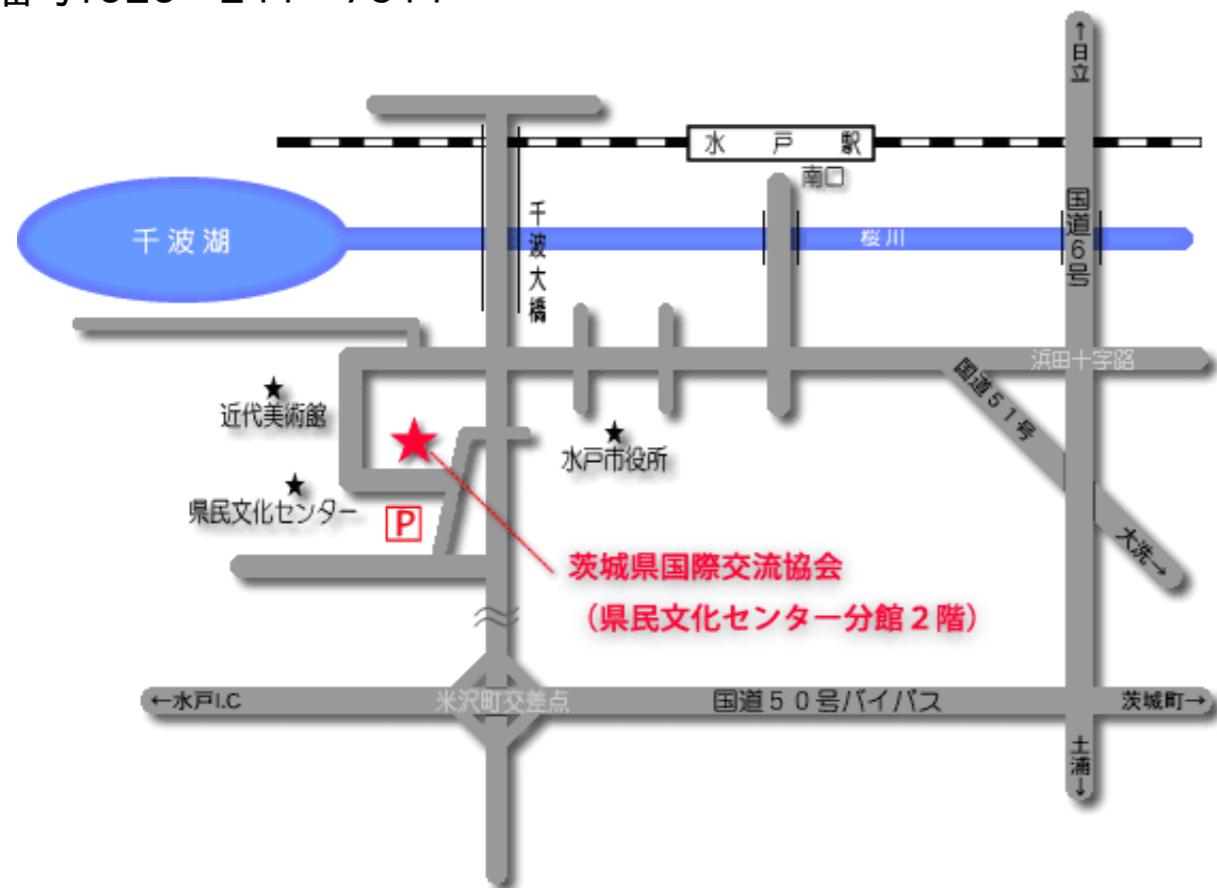 ↑日立
水戸駅
南口
国道6号
千波湖
千波大橋
桜川
浜田十字路
国道51号
近代美術館
水戸市役所
県民文化センター
P
大洗→
茨城県国際交流協会
（県民文化センター分館２階）
←水戸I.C
米沢町交差点
国道５０号バイパス
茨城町→
土浦→